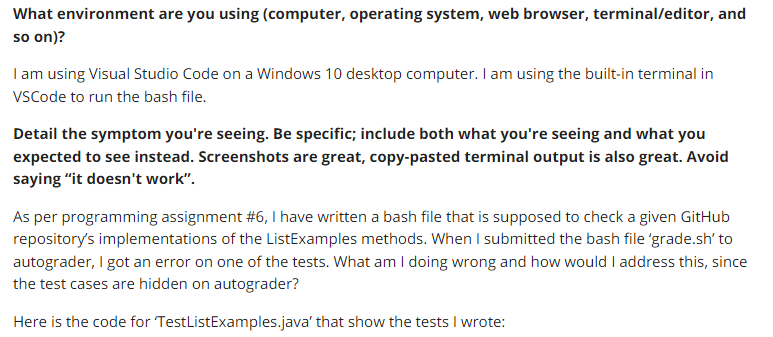 What environment are you using (computer, operating system, web browser, terminal/editor, and
so on)?
I am using Visual Studio Code on a Windows 10 desktop computer. I am using the built-in terminal in
VSCode to run the bash file.
Detail the symptom you're seeing. Be specific; include both what you're seeing and what you
expected to see instead. Screenshots are great, copy-pasted terminal output is also great. Avoid
saying “it doesn't work”.
As per programming assignment #6, I have written a bash file that is supposed to check a given GitHub
repository’s implementations of the ListExamples methods. When I submitted the bash file ‘grade.sh’ to
autograder, I got an error on one of the tests. What am I doing wrong and how would I address this, since
the test cases are hidden on autograder?
Here is the code for ‘TestListExamples.java’ that show the tests I wrote: